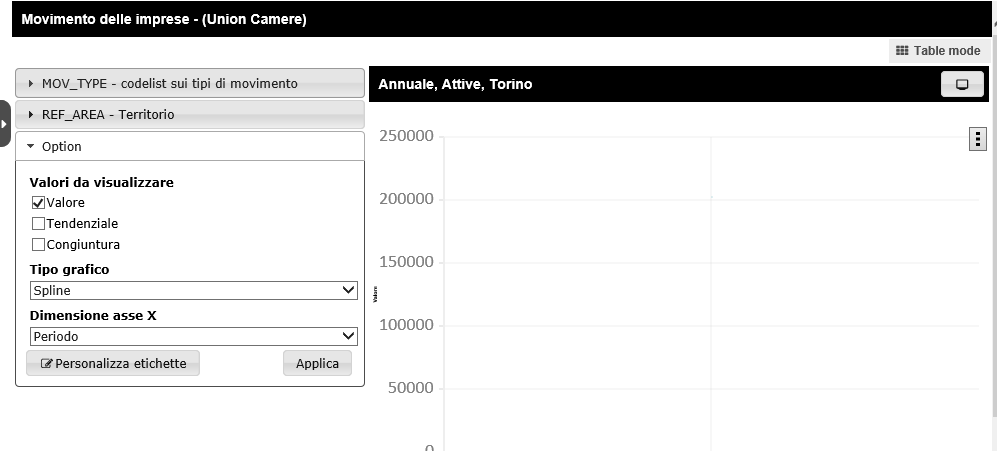 Movimento delle imprese - (Union Camere)
Table mode
MOV_TYPE - codelist sui tipi di movimento
REF_AREA - Territorio
Option
Valori da visualizzare
Valore
Tendenziale
Congiuntura
Tipo grafico
Spline
Dimensione asse X
Periodo
Personalizza etichette
Applica
Annuale, Attive, Torino
250000
200000
150000
100000
50000
0
Valore